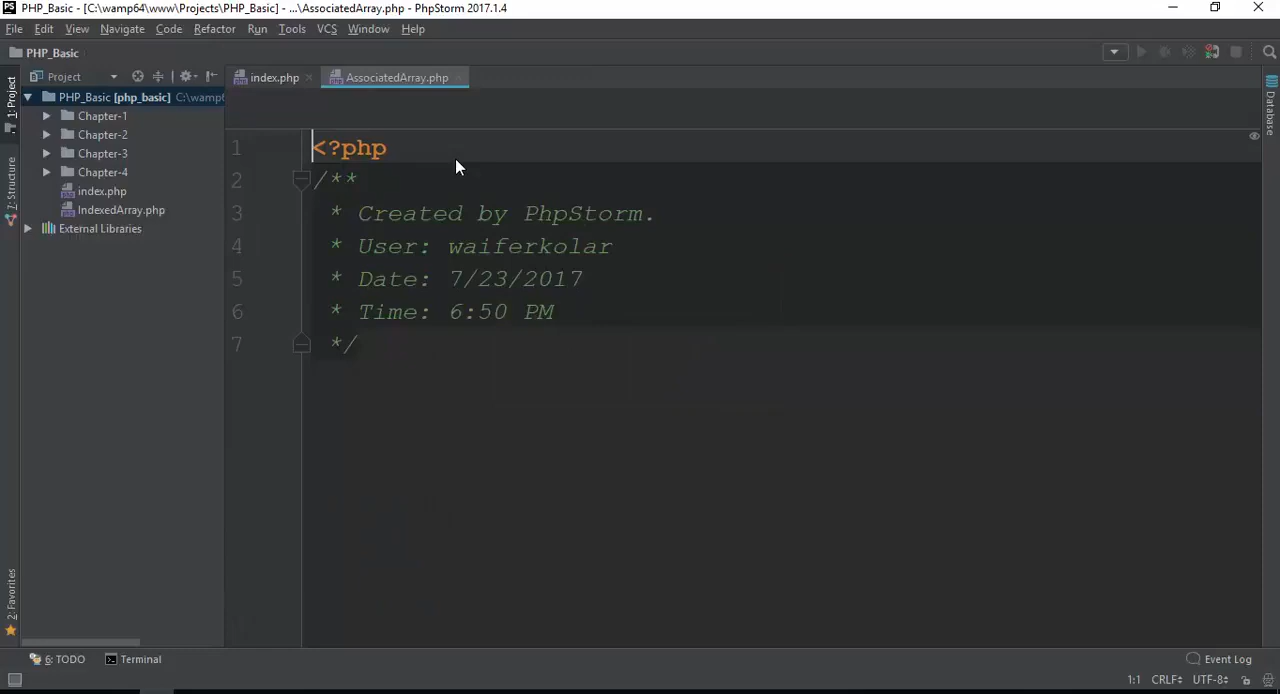 PS PHP_Basic - [C:\wamp64\www\Projects\PHP_Basic] - ...\AssociatedArray.php - PhpStorm 2017.1.4
File Edit View Navigate Code Refactor Run Tools VCS Window Help
PHP_Basic
1: Project
Project
index.php
AssociatedArray.php
Database
PHP_Basic [php_basic] C:\wamp6
Chapter-1
Chapter-2
Chapter-3
Chapter-4
index.php
IndexedArray.php
External Libraries
7: Structure
2: Favorites
1 <?php
2 /**
3 * Created by PhpStorm.
4 * User: waiferkolar
5 * Date: 7/23/2017
6 * Time: 6:50 PM
7 */
6: TODO Terminal Event Log
1:1 CRLF UTF-8